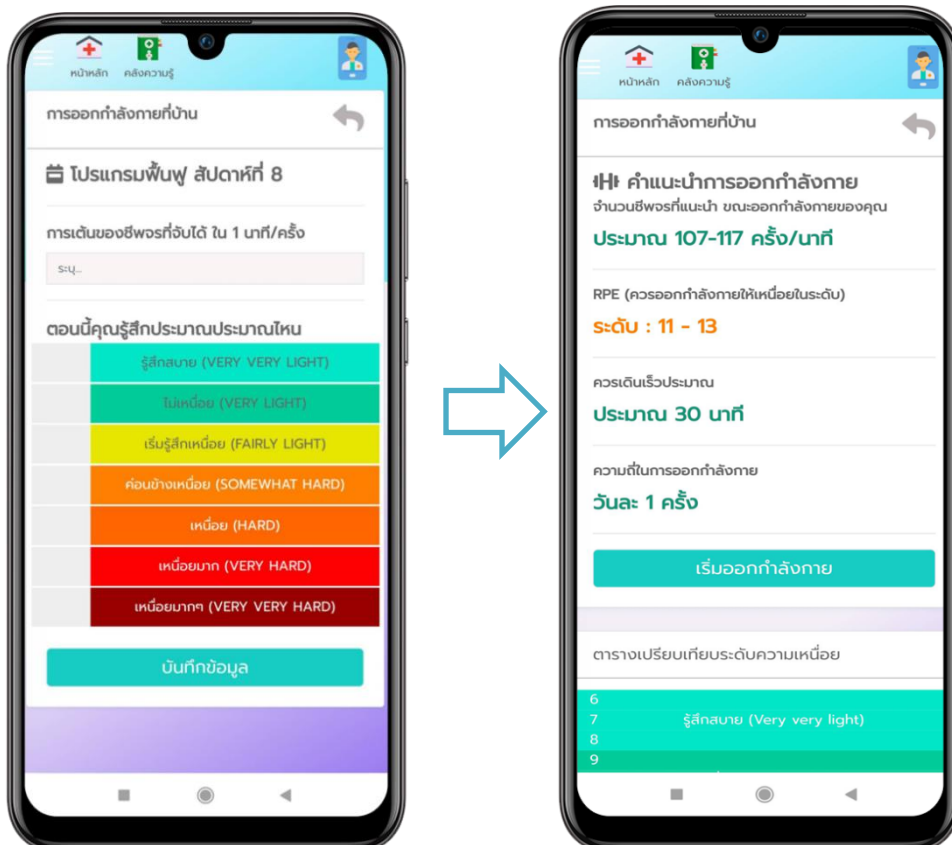 หน้าหลัก คลังความรู้
การออกกำลังกายที่บ้าน
โปรแกรมฟื้นฟู สัปดาห์ที่ 8
การเต้นของชีพจรที่จับได้ ใน 1 นาที/ครั้ง
ระบุ...
ตอนนี้คุณรู้สึกประมาณประมาณไหน
รู้สึกสบาย (VERY VERY LIGHT)
ไม่เหนื่อย (VERY LIGHT)
เริ่มรู้สึกเหนื่อย (FAIRLY LIGHT)
ค่อนข้างเหนื่อย (SOMEWHAT HARD)
เหนื่อย (HARD)
เหนื่อยมาก (VERY HARD)
เหนื่อยมากๆ (VERY VERY HARD)
บันทึกข้อมูล
หน้าหลัก คลังความรู้
การออกกำลังกายที่บ้าน
คำแนะนำการออกกำลังกาย
จำนวนชีพจรที่แนะนำ ขณะออกกำลังกายของคุณ
ประมาณ 107-117 ครั้ง/นาที
RPE (ควรออกกำลังกายให้เหนื่อยในระดับ)
ระดับ : 11 - 13
ควรเดินเร็วประมาณ
ประมาณ 30 นาที
ความถี่ในการออกกำลังกาย
วันละ 1 ครั้ง
เริ่มออกกำลังกาย
ตารางเปรียบเทียบระดับความเหนื่อย
6
7 รู้สึกสบาย (Very very light)
8
9